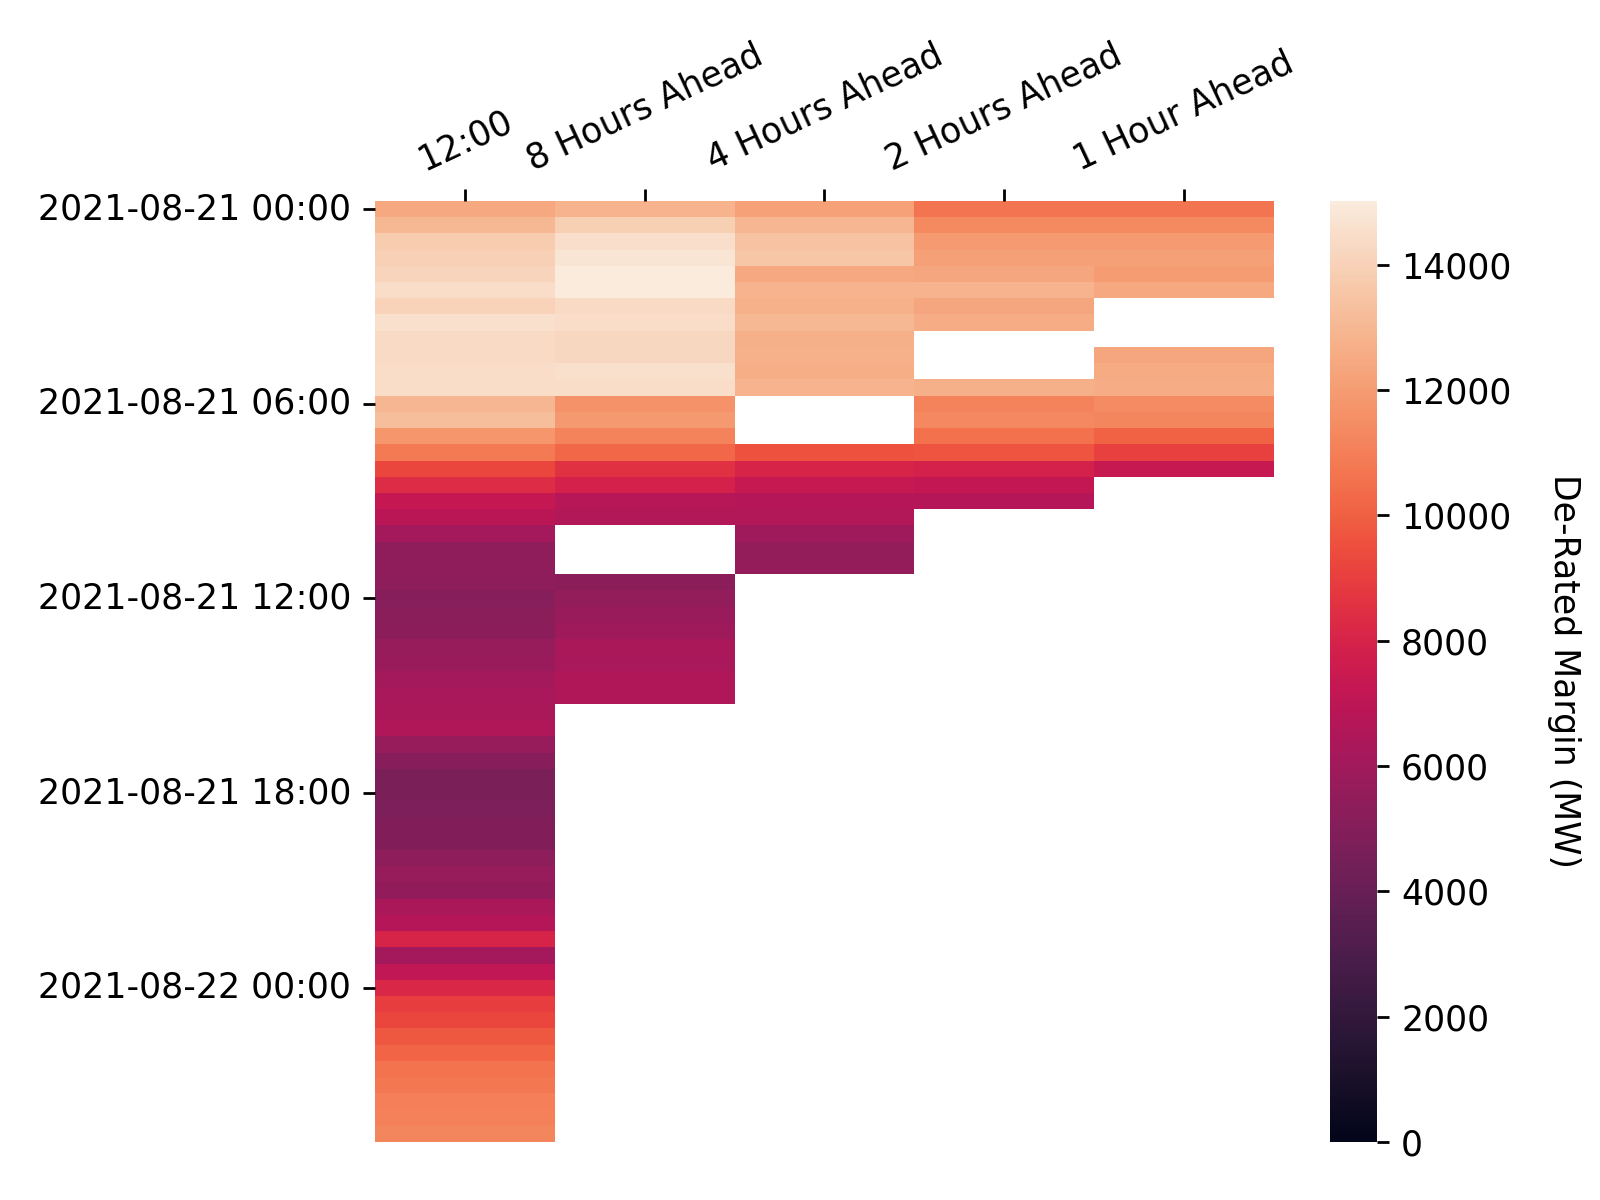 12:00
8 Hours Ahead
4 Hours Ahead
2 Hours Ahead
1 Hour Ahead
2021-08-21 00:00
2021-08-21 06:00
2021-08-21 12:00
2021-08-21 18:00
2021-08-22 00:00
14000
12000
10000
8000
6000
4000
2000
0
De-Rated Margin (MW)